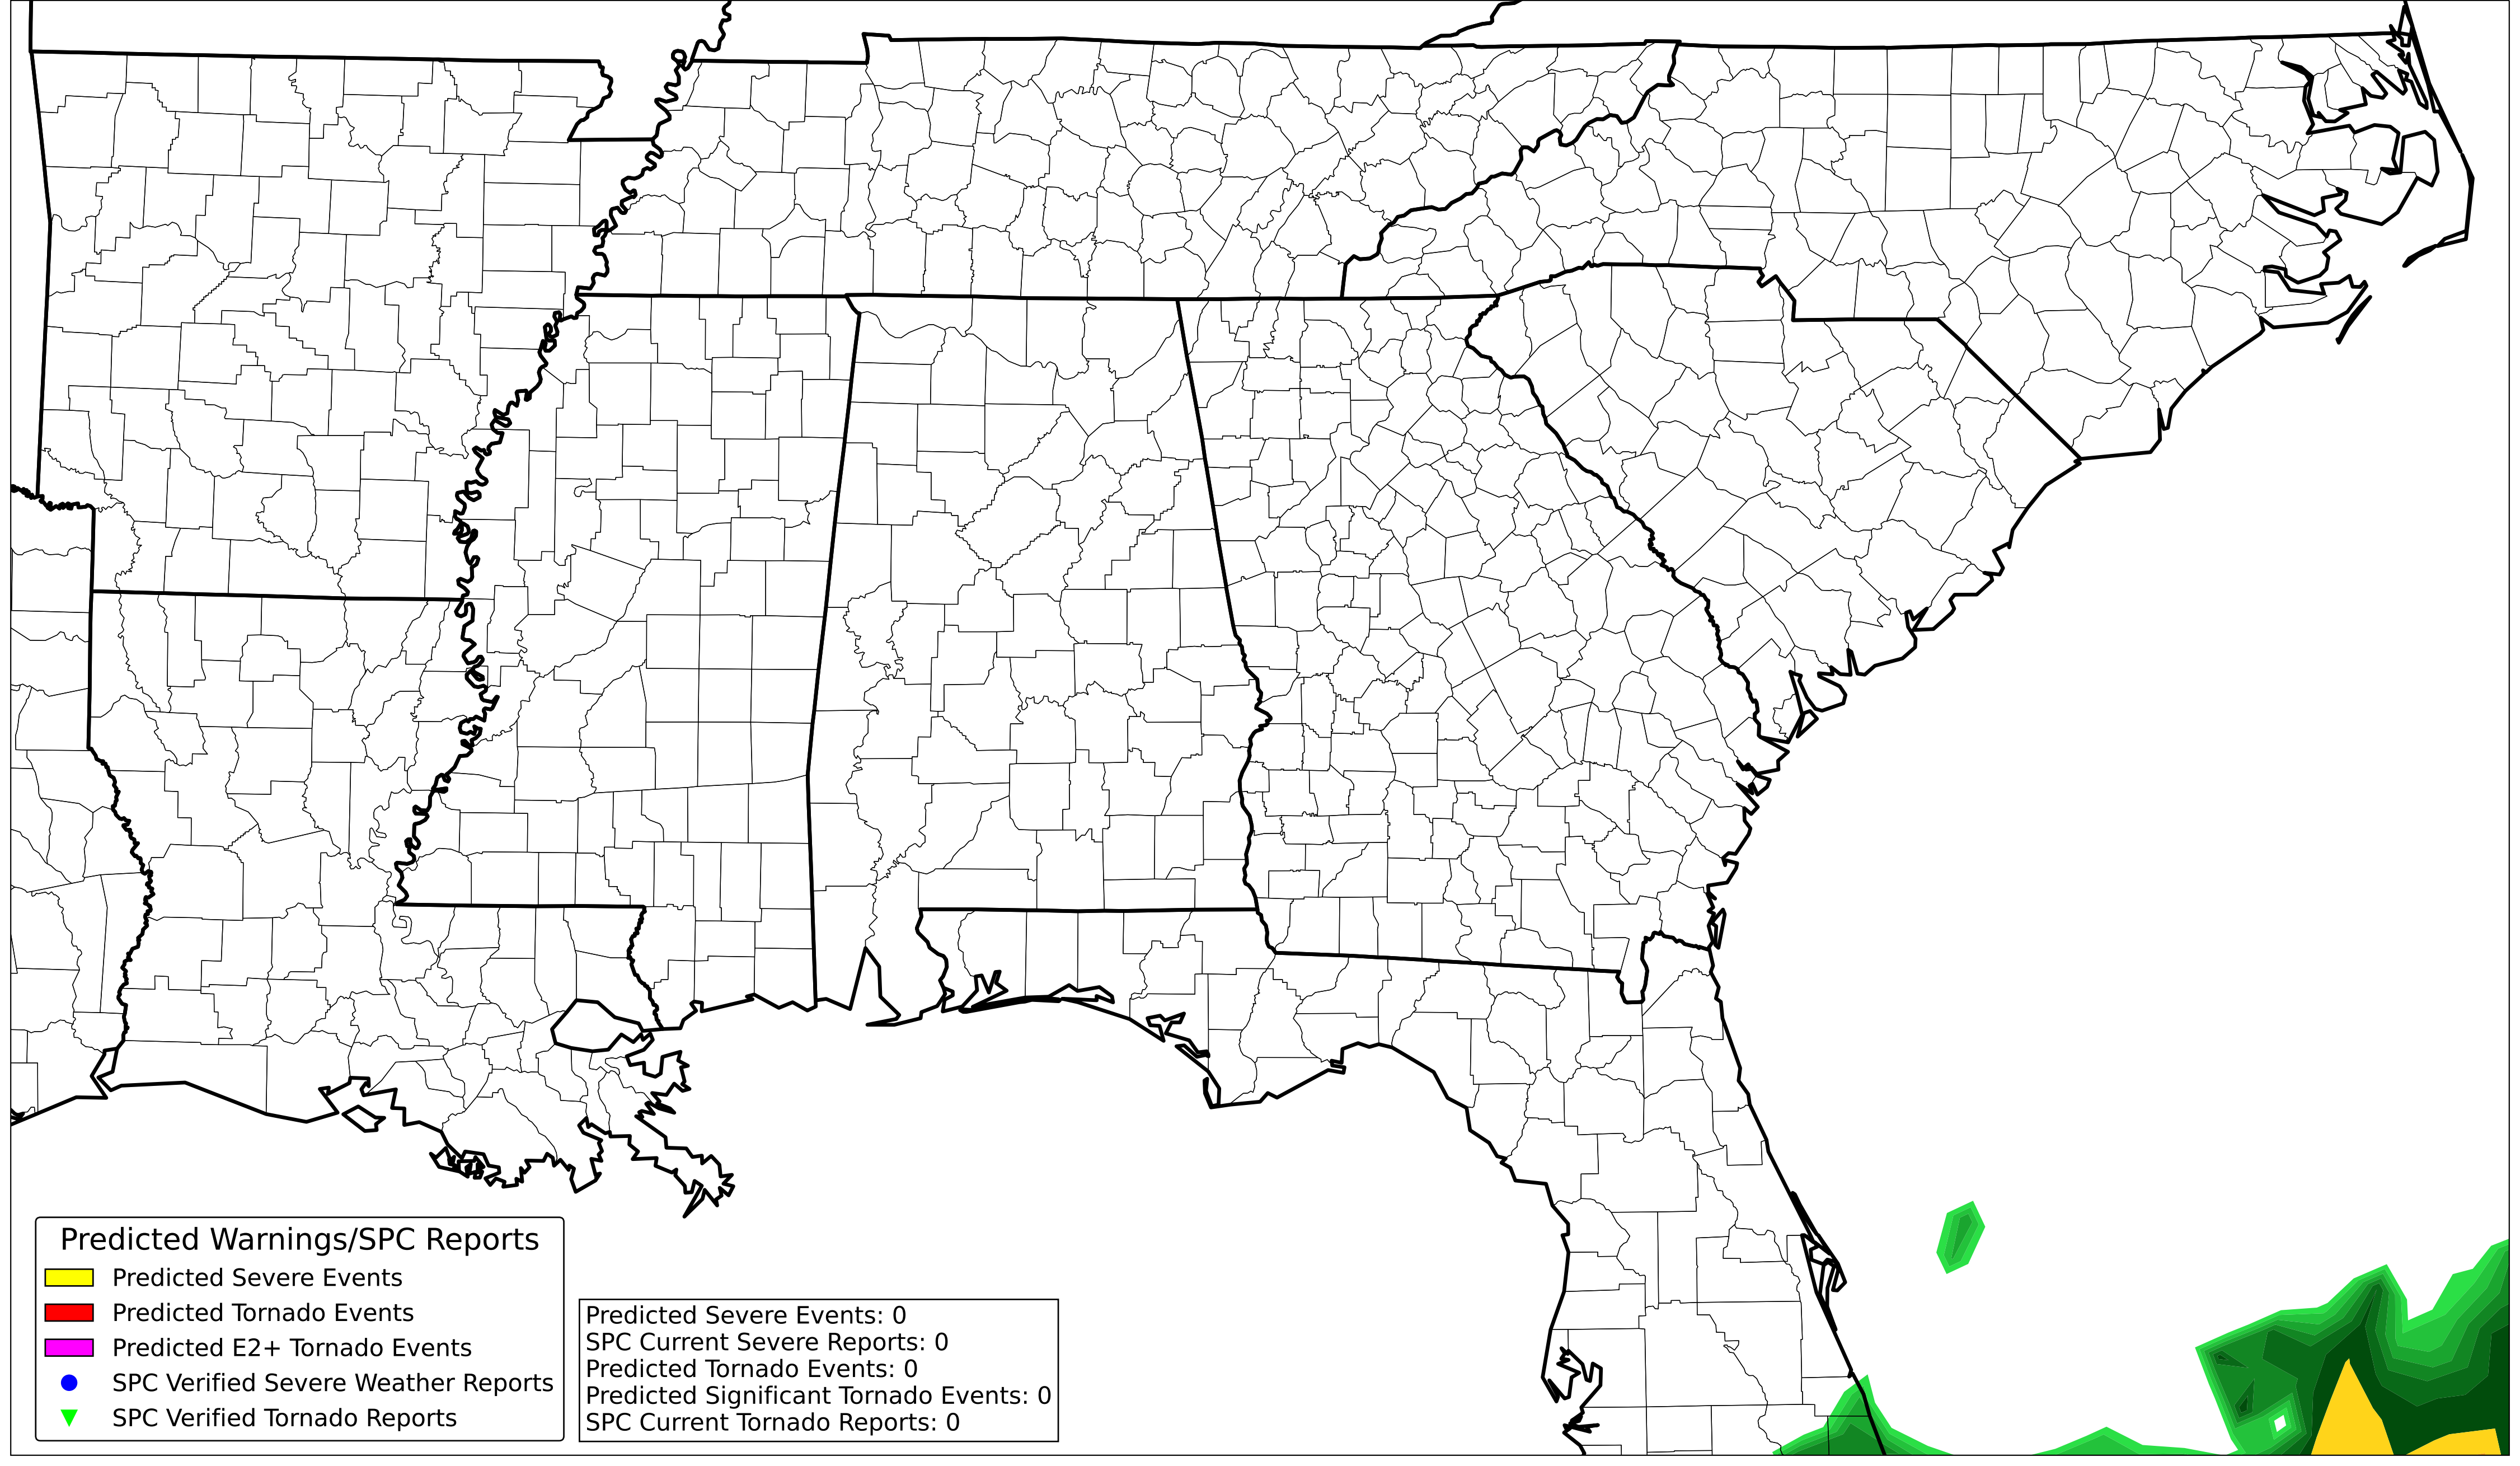 Predicted Warnings/SPC Reports
Predicted Severe Events
Predicted Tornado Events
Predicted E2+ Tornado Events
SPC Verified Severe Weather Reports
SPC Verified Tornado Reports
Predicted Severe Events: 0
SPC Current Severe Reports: 0
Predicted Tornado Events: 0
Predicted Significant Tornado Events: 0
SPC Current Tornado Reports: 0